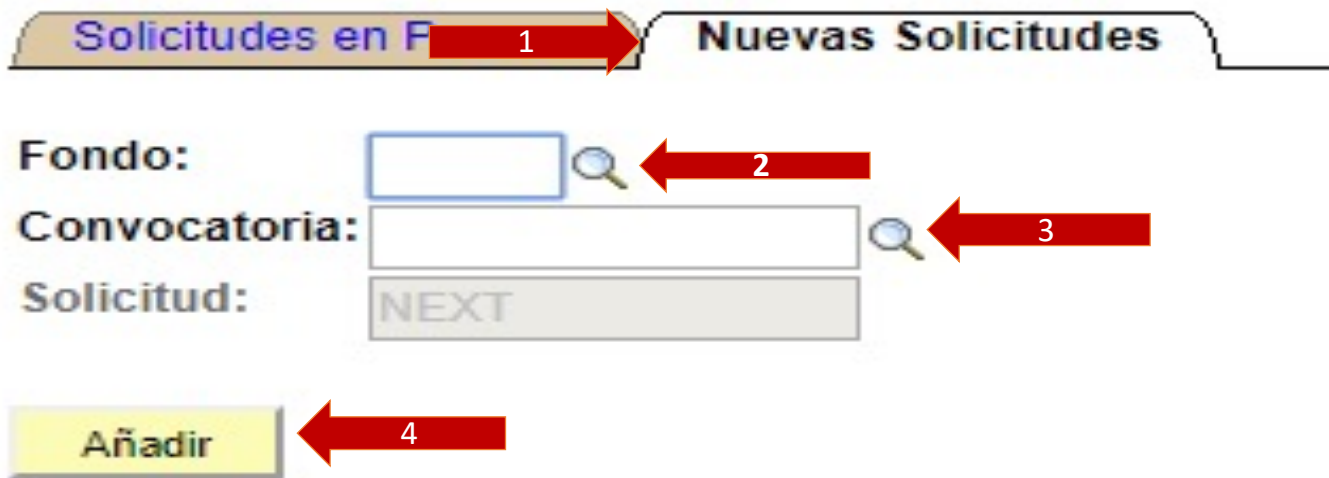 Solicitudes en 1 Nuevas Solicitudes
Fondo: 2
Convocatoria: 3
Solicitud: NEXT
Añadir 4